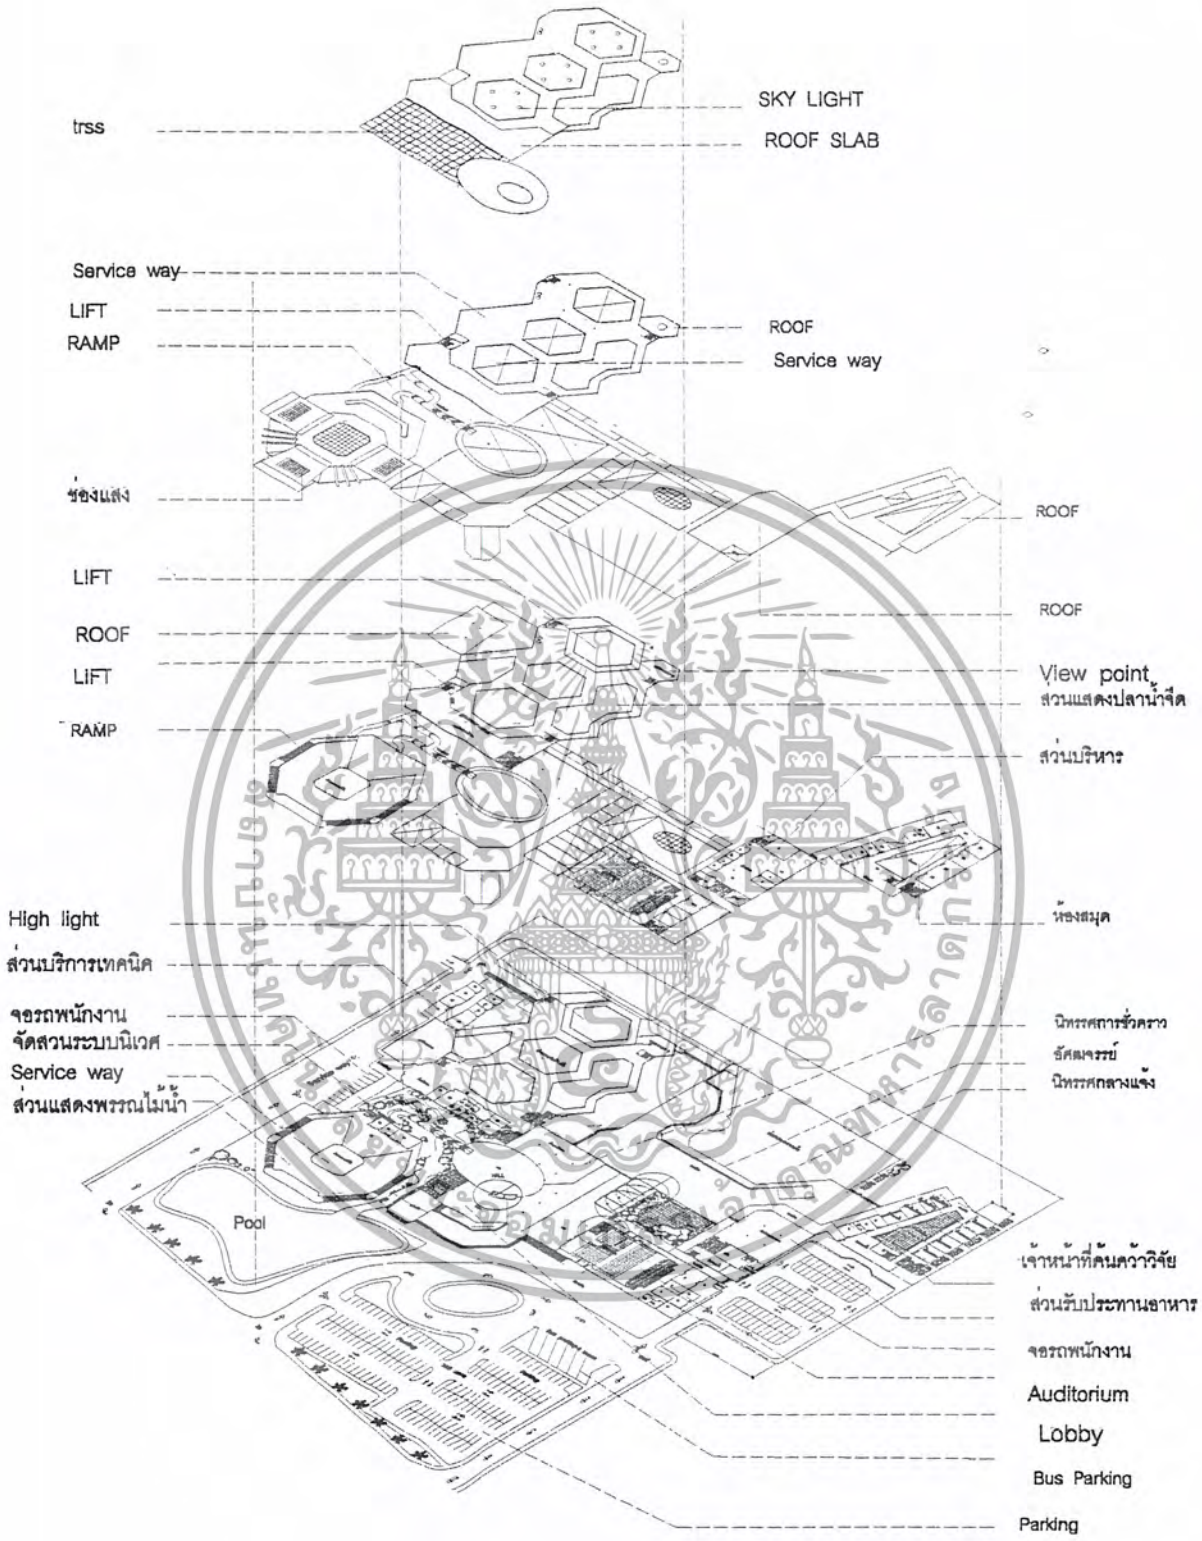 SKY LIGHT
trss
ROOF SLAB
Service way
LIFT
RAMP
ROOF
Service way
ช่องแสง
ROOF
LIFT
ROOF
ROOF
LIFT
View point
ส่วนแสดงปลาน้ำจืด
RAMP
ส่วนบริหาร
High light
ห้องสมุด
ส่วนบริการเทคนิค
จอรถพนักงาน
จัดสวนระบบนิเวศ
Service way
ส่วนแสดงพรรณไม้น้ำ
นิทรรศการชั่วคราว
อัศจรรย์
นิทรรศกลางแจ้ง
Pool
HALL
เจ้าหน้าที่ค้นคว้าวิจัย
ส่วนรับประทานอาหาร
จอรถพนักงาน
Auditorium
Lobby
Bus Parking
Parking